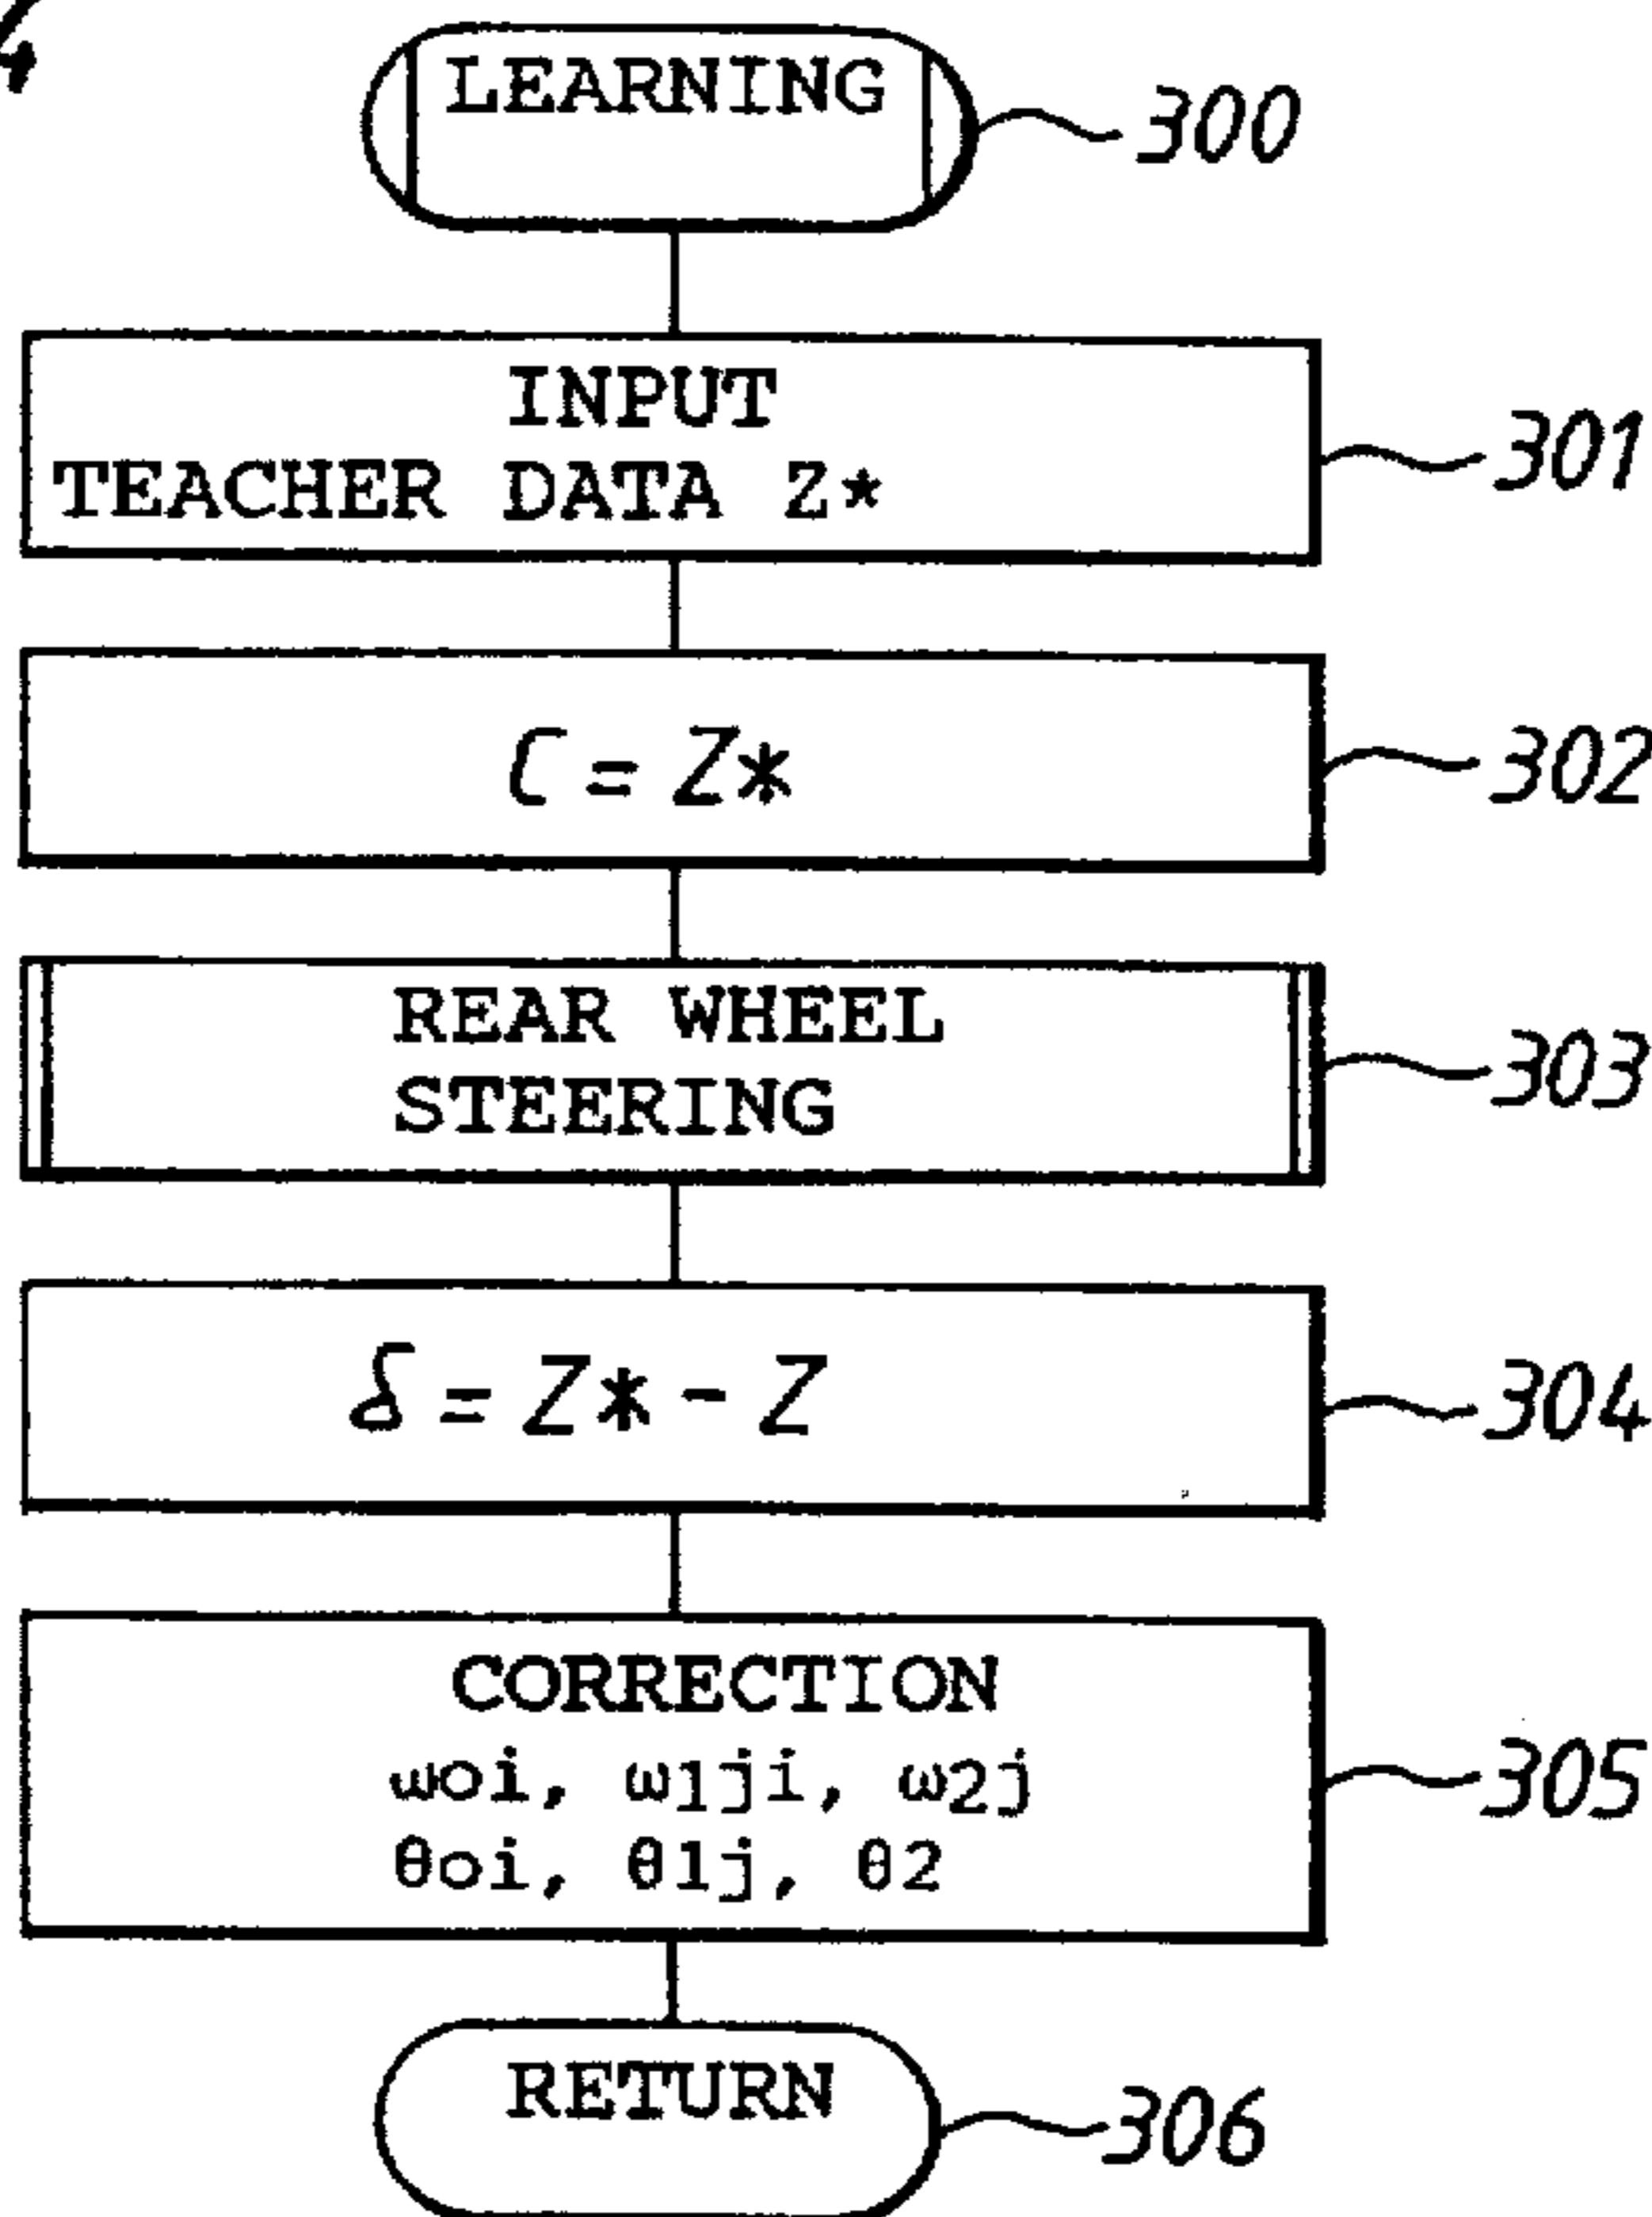 LEARNING
300
INPUT
TEACHER DATA Z*
301
C = Z*
302
REAR WHEEL
STEERING
303
δ = Z* - Z
304
CORRECTION
ωoi, ω1ji, ω2j
θoi, θ1j, θ2
305
RETURN
306